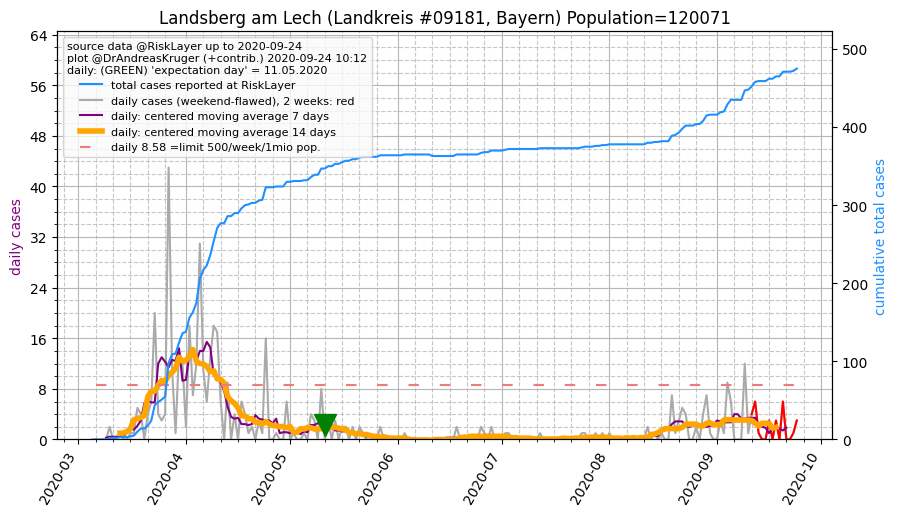 Landsberg am Lech (Landkreis #09181, Bayern) Population=120071
source data @RiskLayer up to 2020-09-24
plot @DrAndreasKruger (+contrib.) 2020-09-24 10:12
daily: (GREEN) 'expectation day' = 11.05.2020
total cases reported at RiskLayer
daily cases (weekend-flawed), 2 weeks: red
daily: centered moving average 7 days
daily: centered moving average 14 days
daily 8.58 =limit 500/week/1mio pop.
daily cases
64
56
48
40
32
24
16
8
0
cumulative total cases
500
400
300
200
100
0
2020-03
2020-04
2020-05
2020-06
2020-07
2020-08
2020-09
2020-10